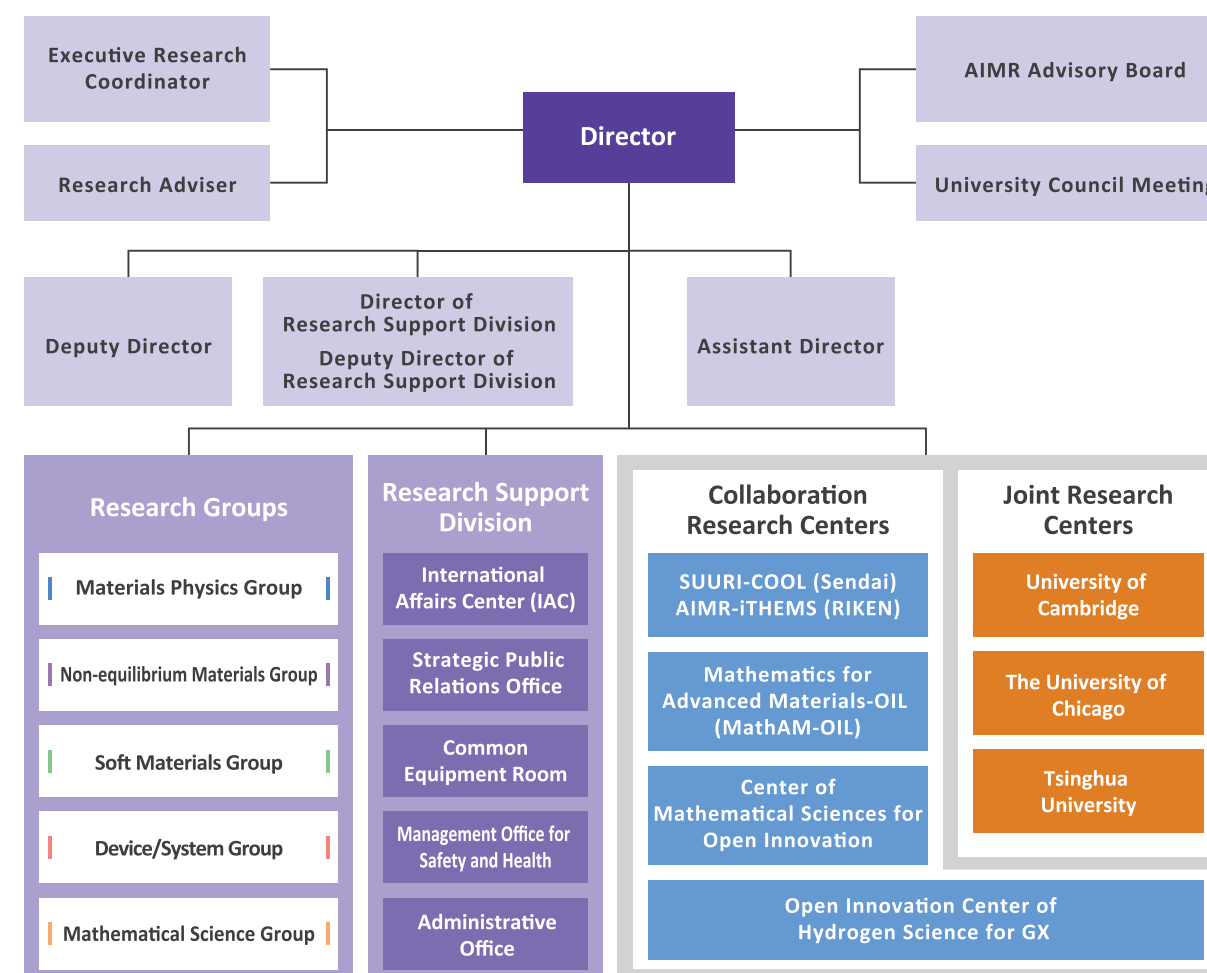 Executive Research
Coordinator
AIMR Advisory Board
Director
Research Adviser
University Council Meeting
Deputy Director
Director of
Research Support Division
Deputy Director of
Research Support Division
Assistant Director
Research Groups
Materials Physics Group
Non-equilibrium Materials Group
Soft Materials Group
Device/System Group
Mathematical Science Group
Research Support
Division
International
Affairs Center (IAC)
Strategic Public
Relations Office
Common
Equipment Room
Management Office for
Safety and Health
Administrative
Office
Collaboration
Research Centers
SUURI-COOL (Sendai)
AIMR-iTHEMS (RIKEN)
Mathematics for
Advanced Materials-OIL
(MathAM-OIL)
Center of
Mathematical Sciences for
Open Innovation
Joint Research
Centers
University of
Cambridge
The University of
Chicago
Tsinghua
University
Open Innovation Center of
Hydrogen Science for GX